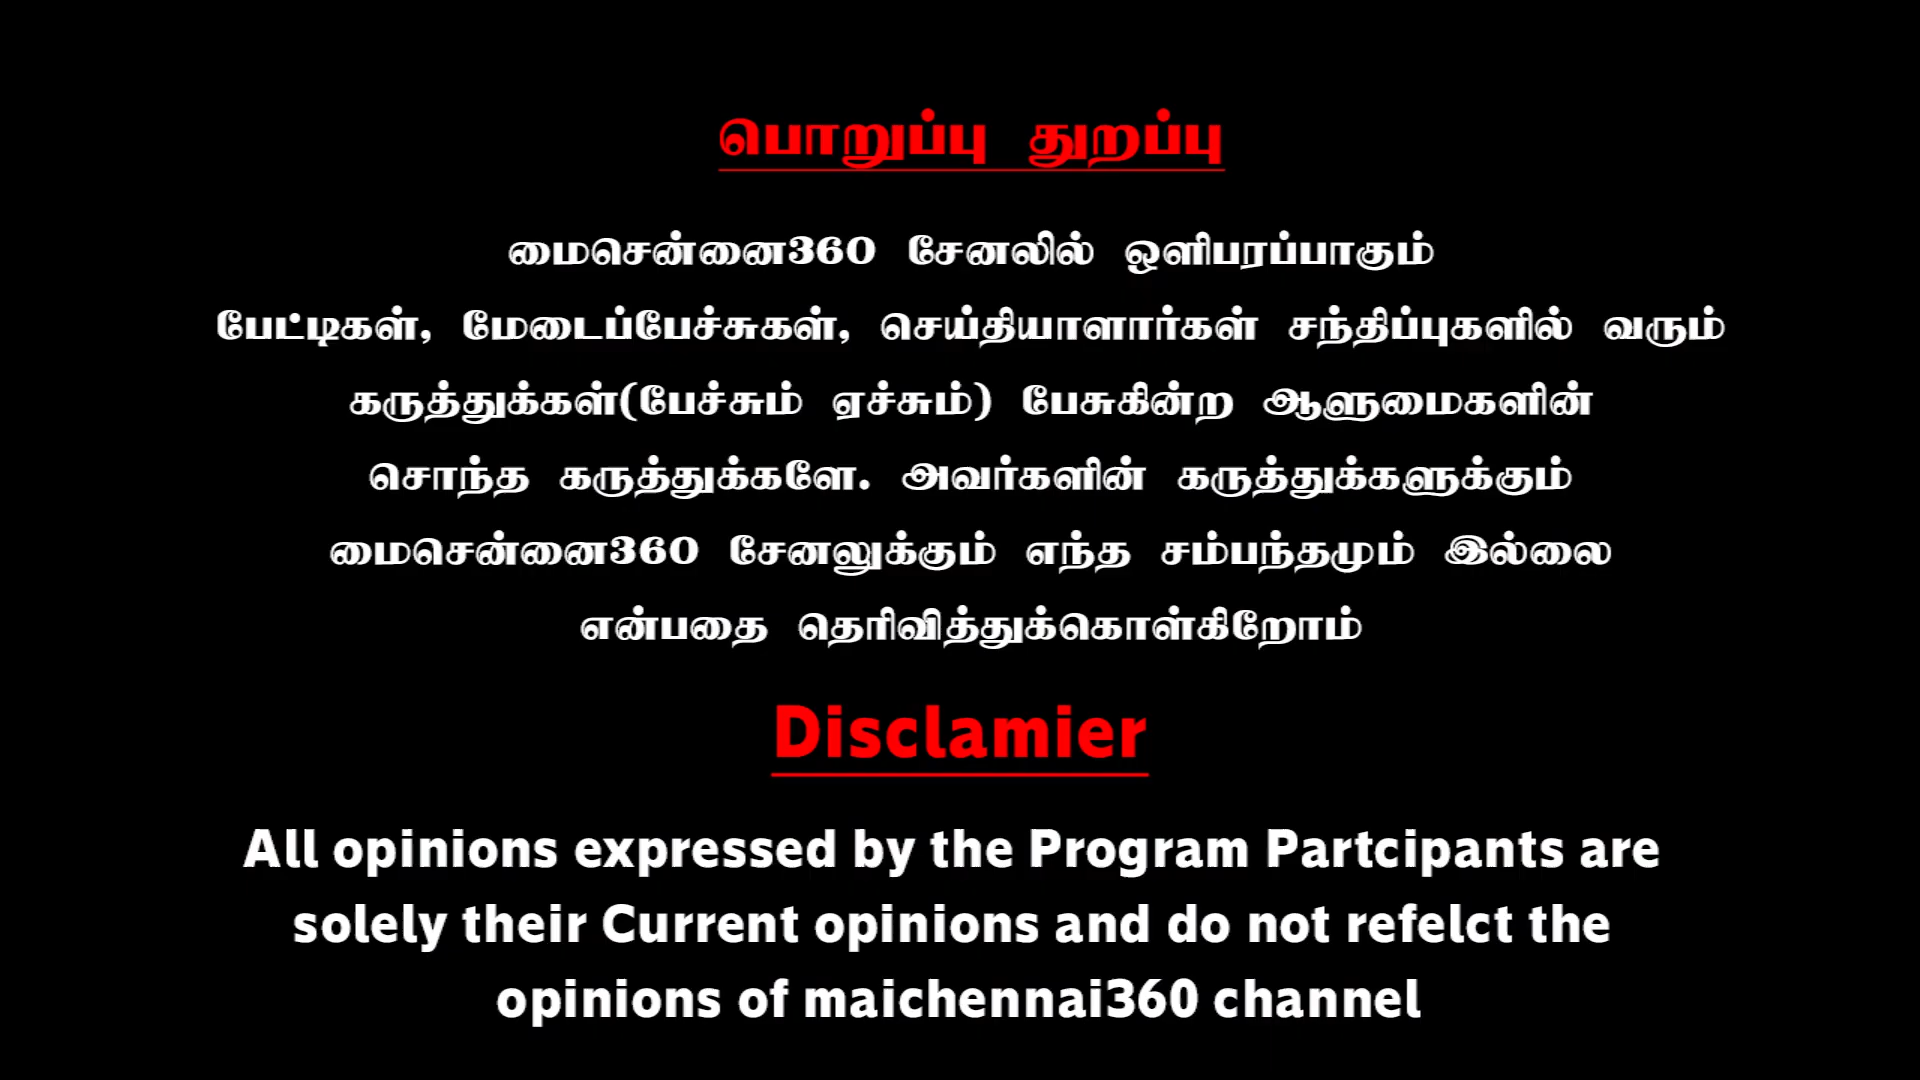 பொறுப்பு துறப்பு
மைசென்னை360 சேனலில் ஒளிபரப்பாகும்
பேட்டிகள், மேடைப்பேச்சுகள், செய்தியாளார்கள் சந்திப்புகளில் வரும்
கருத்துக்கள்(பேச்சும் ஏச்சும்) பேசுகின்ற ஆளுமைகளின்
சொந்த கருத்துக்களே. அவர்களின் கருத்துக்களுக்கும்
மைசென்னை360 சேனலுக்கும் எந்த சம்பந்தமும் இல்லை
என்பதை தெரிவித்துக்கொள்கிறோம்
Disclamier
All opinions expressed by the Program Partcipants are
solely their Current opinions and do not refelct the
opinions of maichennai360 channel